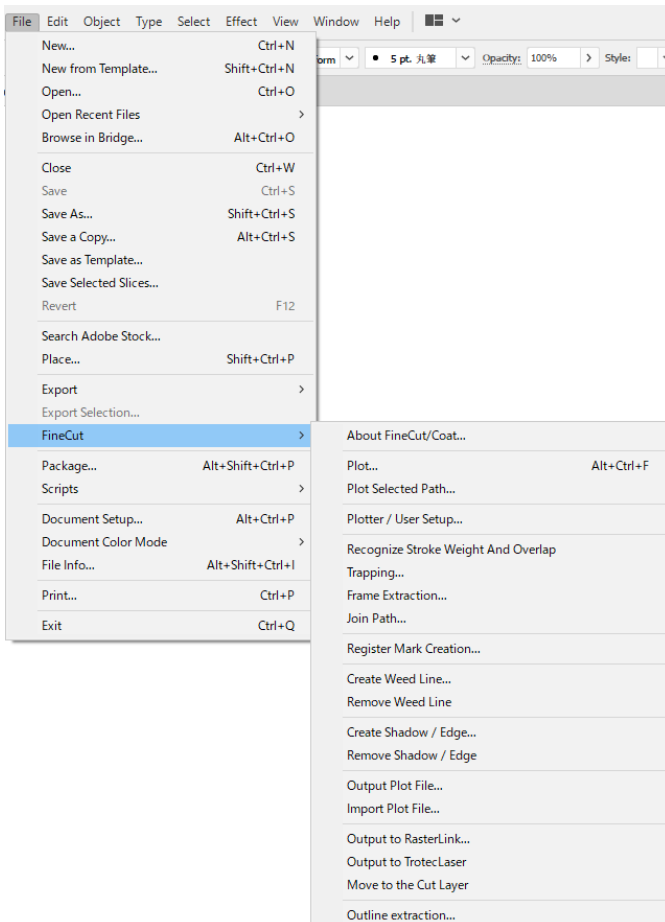 File Edit Object Type Select Effect View Window Help
5 pt. 丸筆 Opacity: 100% Style:
New... Ctrl+N
New from Template... Shift+Ctrl+N
Open... Ctrl+O
Open Recent Files
Browse in Bridge... Alt+Ctrl+O
Close Ctrl+W
Save Ctrl+S
Save As... Shift+Ctrl+S
Save a Copy... Alt+Ctrl+S
Save as Template...
Save Selected Slices...
Revert F12
Search Adobe Stock...
Place... Shift+Ctrl+P
Export
Export Selection...
FineCut
Package... Alt+Shift+Ctrl+P
Scripts
Document Setup... Alt+Ctrl+P
Document Color Mode
File Info... Alt+Shift+Ctrl+I
Print... Ctrl+P
Exit Ctrl+Q
About FineCut/Coat...
Plot... Alt+Ctrl+F
Plot Selected Path...
Plotter / User Setup...
Recognize Stroke Weight And Overlap
Trapping...
Frame Extraction...
Join Path...
Register Mark Creation...
Create Weed Line...
Remove Weed Line
Create Shadow / Edge...
Remove Shadow / Edge
Output Plot File...
Import Plot File...
Output to RasterLink...
Output to TrotecLaser
Move to the Cut Layer
Outline extraction...